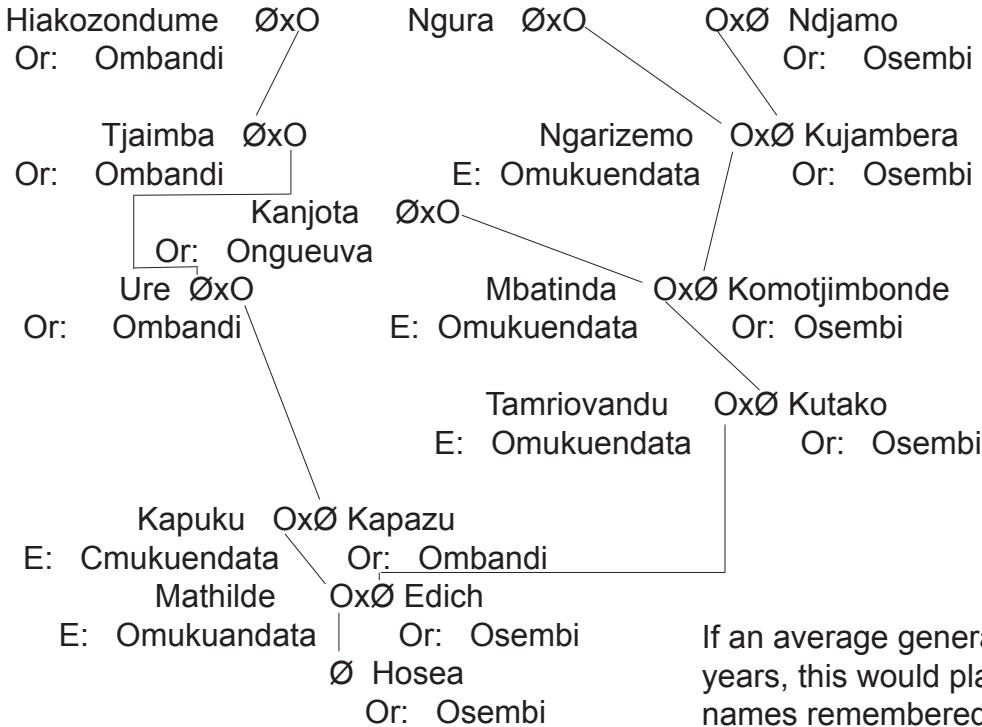 Hiakozondume ØxO Ngura ØxO OxØ Ndjamo
Or: Ombandi Or: Osembi
Tjaimba ØxO Ngarizemo OxØ Kujambera
Or: Ombandi E: Omukuendata Or: Osembi
Kanjota ØxO
Or: Ongueuva
Ure ØxO Mbatinda OxØ Komotjimbonde
Or: Ombandi E: Omukuendata Or: Osembi
Tamriovandu OxØ Kutako
E: Omukuendata Or: Osembi
Kapuku OxØ Kapazu
E: Cmukuendata Or: Ombandi
Mathilde OxØ Edich
E: Omukuandata Or: Osembi
Ø Hosea
Or: Osembi
If an average genera
years, this would pla
names remembered